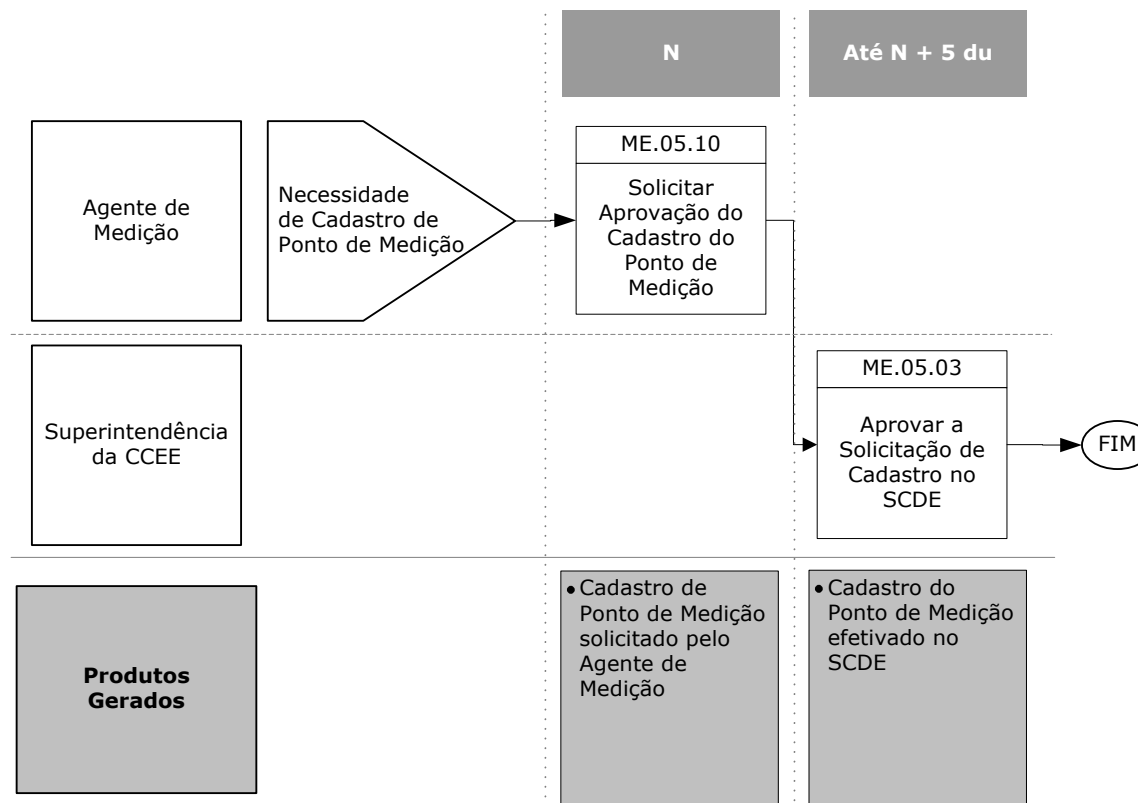 N
Até N + 5 du
Agente de
Medição
Necessidade
de Cadastro de
Ponto de Medição
ME.05.10
Solicitar
Aprovação do
Cadastro do
Ponto de
Medição
Superintendência
da CCEE
ME.05.03
Aprovar a
Solicitação de
Cadastro no
SCDE
FIM
Produtos
Gerados
• Cadastro de
Ponto de Medição
solicitado pelo
Agente de
Medição
• Cadastro do
Ponto de Medição
efetivado no
SCDE